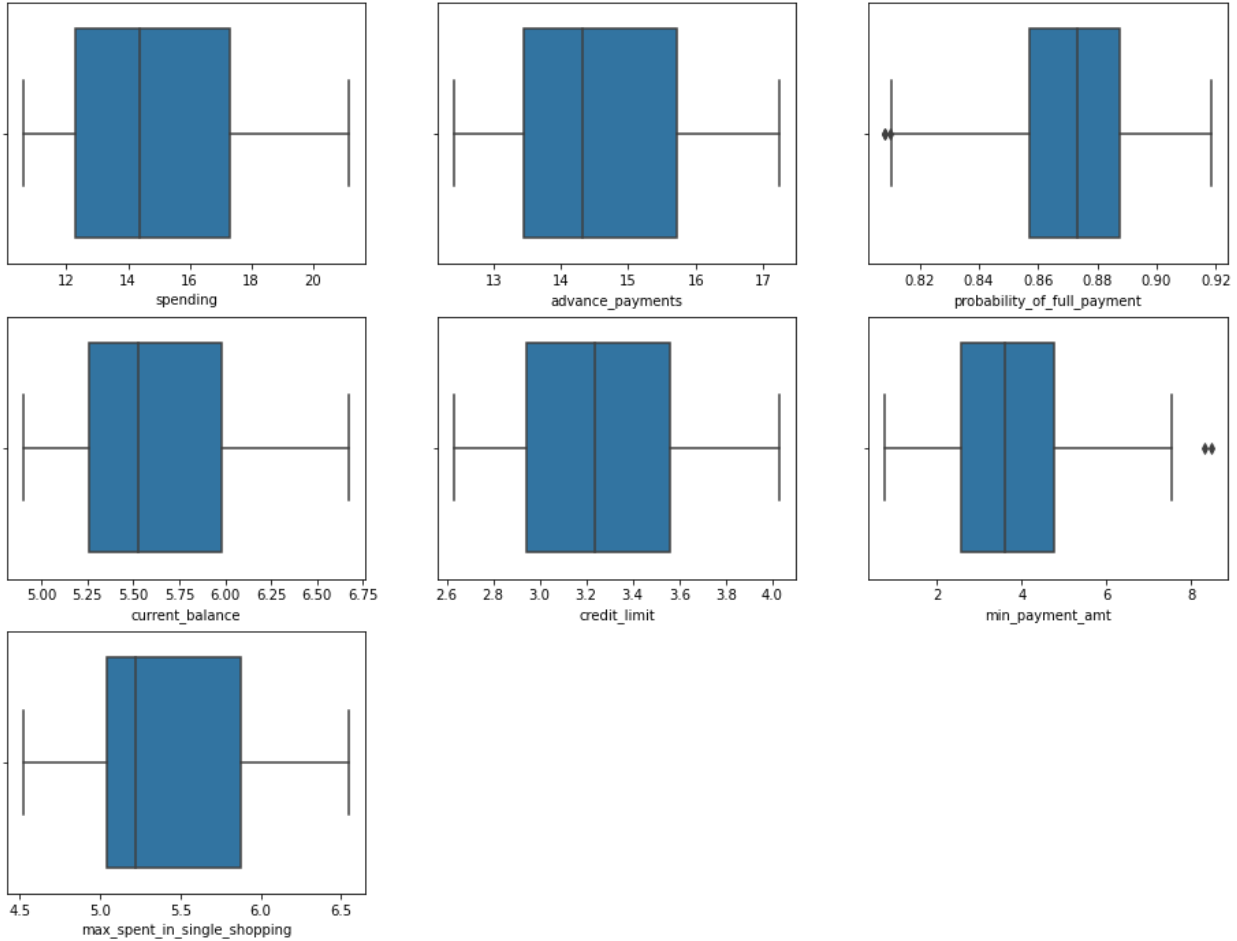 12 14 16 18 20
spending
13 14 15 16 17
advance_payments
0.82 0.84 0.86 0.88 0.90 0.92
probability_of_full_payment
5.00 5.25 5.50 5.75 6.00 6.25 6.50 6.75
current_balance
2.6 2.8 3.0 3.2 3.4 3.6 3.8 4.0
credit_limit
2 4 6 8
min_payment_amt
4.5 5.0 5.5 6.0 6.5
max_spent_in_single_shopping